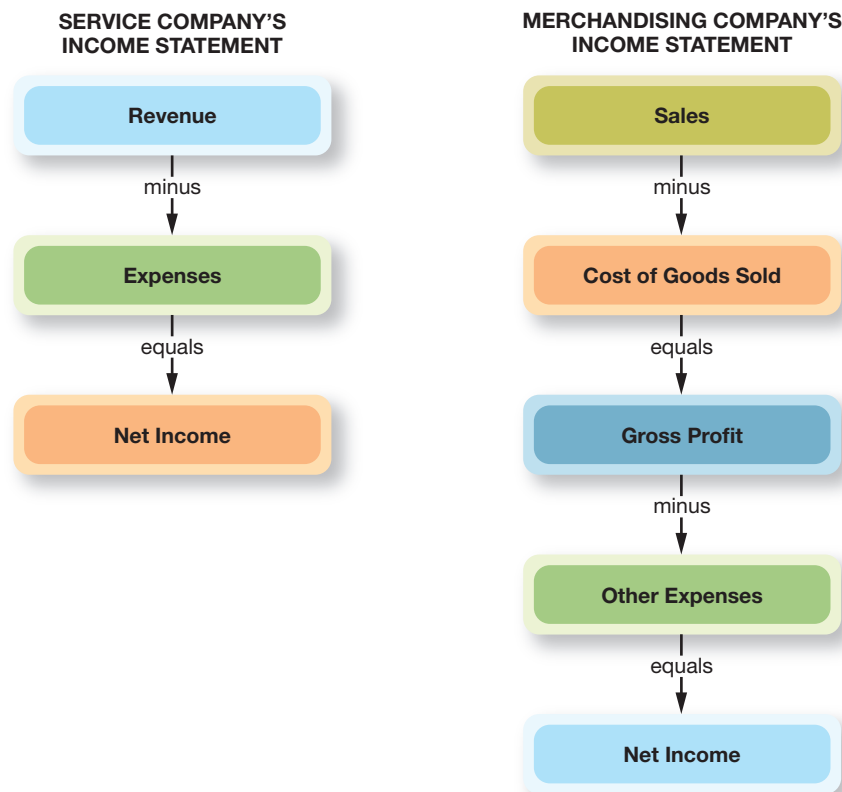 SERVICE COMPANY’S
INCOME STATEMENT
Revenue
minus
Expenses
equals
Net Income
MERCHANDISING COMPANY’S
INCOME STATEMENT
Sales
minus
Cost of Goods Sold
equals
Gross Profit
minus
Other Expenses
equals
Net Income